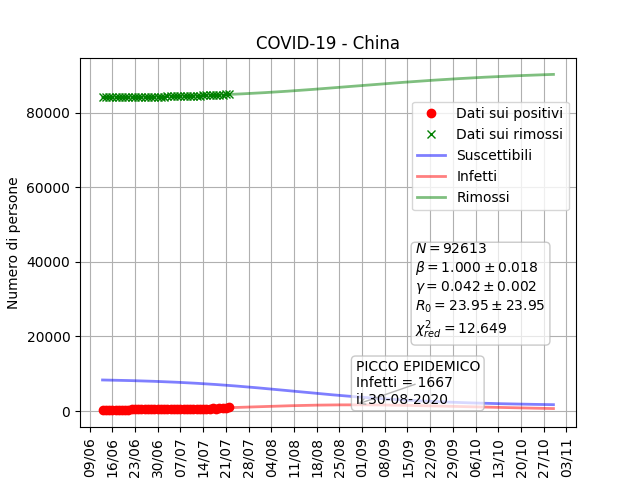 COVID-19 - China
Numero di persone
80000
60000
40000
20000
0
Dati sui positivi
Dati sui rimossi
Suscettibili
Infetti
Rimossi
N = 92613
β = 1.000 ± 0.018
γ = 0.042 ± 0.002
R₀ = 23.95 ± 23.95
χ²red = 12.649
PICCO EPIDEMICO
Infetti = 1667
il 30-08-2020
09/06
16/06
23/06
30/06
07/07
14/07
21/07
28/07
04/08
11/08
18/08
25/08
01/09
08/09
15/09
22/09
29/09
06/10
13/10
20/10
27/10
03/11